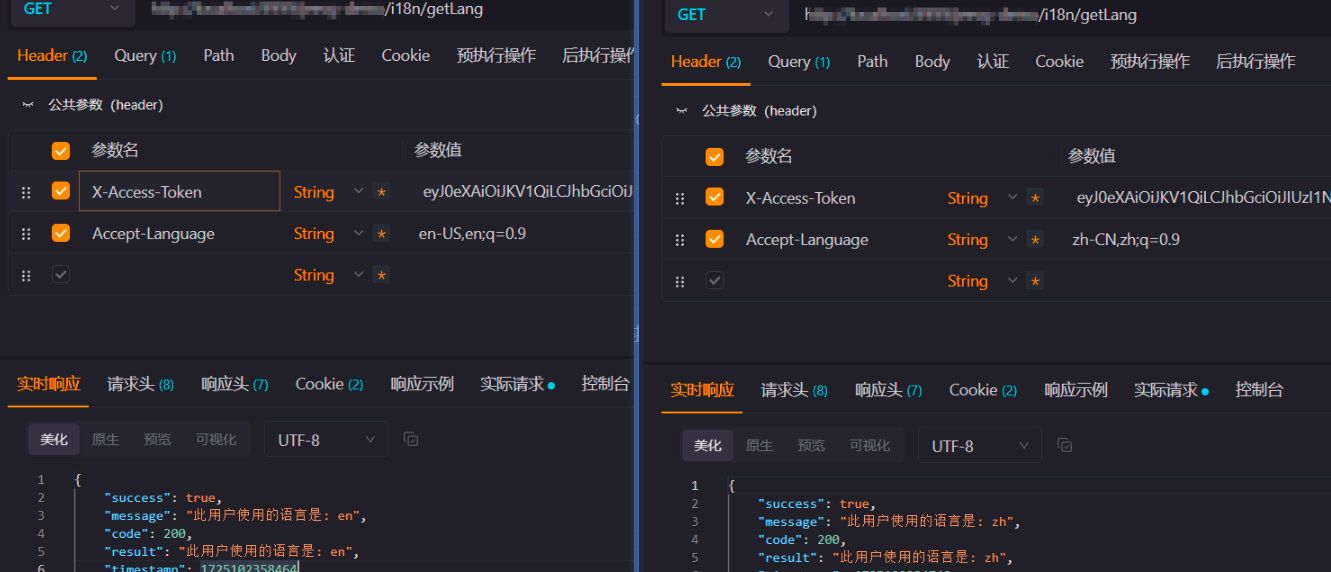 GET /i18n/getLang
Header (2) Query (1) Path Body 认证 Cookie 预执行操作 后执行操作
公共参数 (header)
参数名 参数值
X-Access-Token String * eyJ0eXAiOiJKV1QiLCJhbGciOiJ
Accept-Language String * en-US,en;q=0.9
String *
实时响应 请求头 (8) 响应头 (7) Cookie (2) 响应示例 实际请求 控制台
美化 原生 预览 可视化 UTF-8
1 {
2 "success": true,
3 "message": "此用户使用的语言是: en",
4 "code": 200,
5 "result": "此用户使用的语言是: en",
6 "timestamp": 1725102358464
GET /i18n/getLang
Header (2) Query (1) Path Body 认证 Cookie 预执行操作 后执行操作
公共参数 (header)
参数名 参数值
X-Access-Token String * eyJ0eXAiOiJKV1QiLCJhbGciOiJIUzI1N
Accept-Language String * zh-CN,zh;q=0.9
String *
实时响应 请求头 (8) 响应头 (7) Cookie (2) 响应示例 实际请求 控制台
美化 原生 预览 可视化 UTF-8
1 {
2 "success": true,
3 "message": "此用户使用的语言是: zh",
4 "code": 200,
5 "result": "此用户使用的语言是: zh",